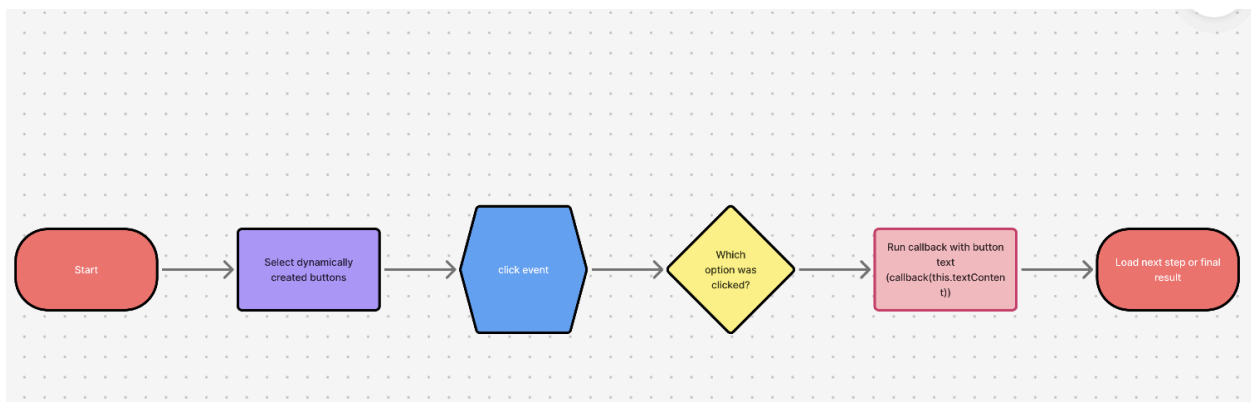 Start
Select dynamically
created buttons
click event
Which
option was
clicked?
Run callback with button
text
(callback(this.textConten
t))
Load next step or final
result